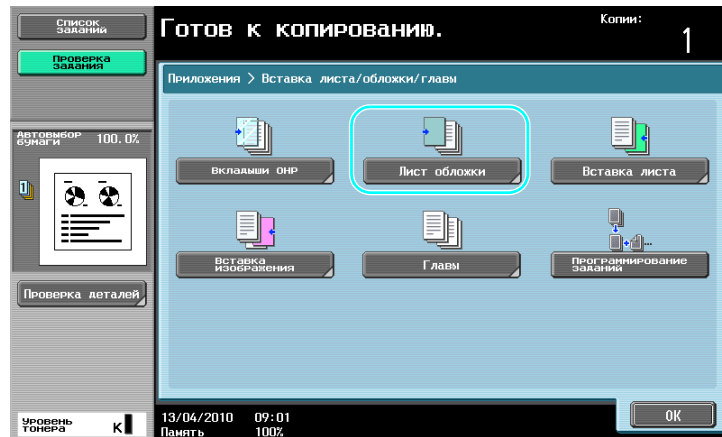 Список
заданий
Готов к копированию.
Копии:
1
Проверка
задания
Приложения > Вставка листа/обложки/главы
Автовыбор
бумаги
100.0%
1
Вкладыши OHP
Лист обложки
Вставка листа
Вставка
изображения
Главы
Программирование
заданий
Проверка деталей
Уровень
тонера
K
13/04/2010 09:01
Память 100%
OK